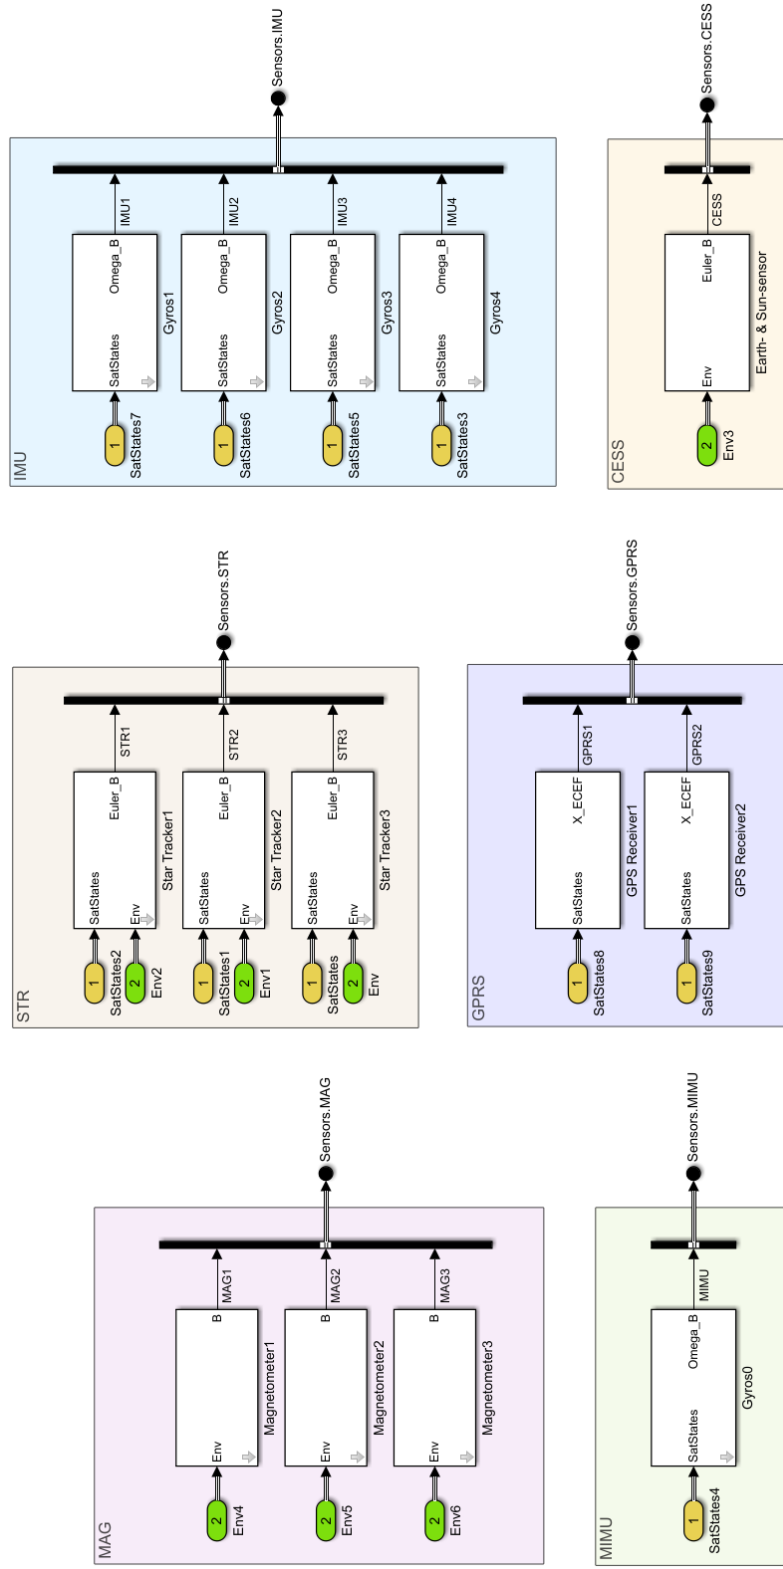 MAG
2
Env4
Env
B
Magnetometer1
MAG1
2
Env5
Env
B
Magnetometer2
MAG2
2
Env6
Env
B
Magnetometer3
MAG3
Sensors.MAG
STR
1
SatStates2
2
Env2
SatStates
Env
Euler_B
Star Tracker1
STR1
1
SatStates1
2
Env1
SatStates
Env
Euler_B
Star Tracker2
STR2
1
SatStates
2
Env
SatStates
Env
Euler_B
Star Tracker3
STR3
Sensors.STR
IMU
1
SatStates7
SatStates
Omega_B
Gyros1
IMU1
1
SatStates6
SatStates
Omega_B
Gyros2
IMU2
1
SatStates5
SatStates
Omega_B
Gyros3
IMU3
1
SatStates3
SatStates
Omega_B
Gyros4
IMU4
Sensors.IMU
MIMU
1
SatStates4
SatStates
Omega_B
Gyros0
MIMU
Sensors.MIMU
GPRS
1
SatStates8
SatStates
X_ECEF
GPS Receiver1
GPRS1
1
SatStates9
SatStates
X_ECEF
GPS Receiver2
GPRS2
Sensors.GPRS
CESS
2
Env3
Env
Euler_B
Earth- & Sun-sensor
CESS
Sensors.CESS